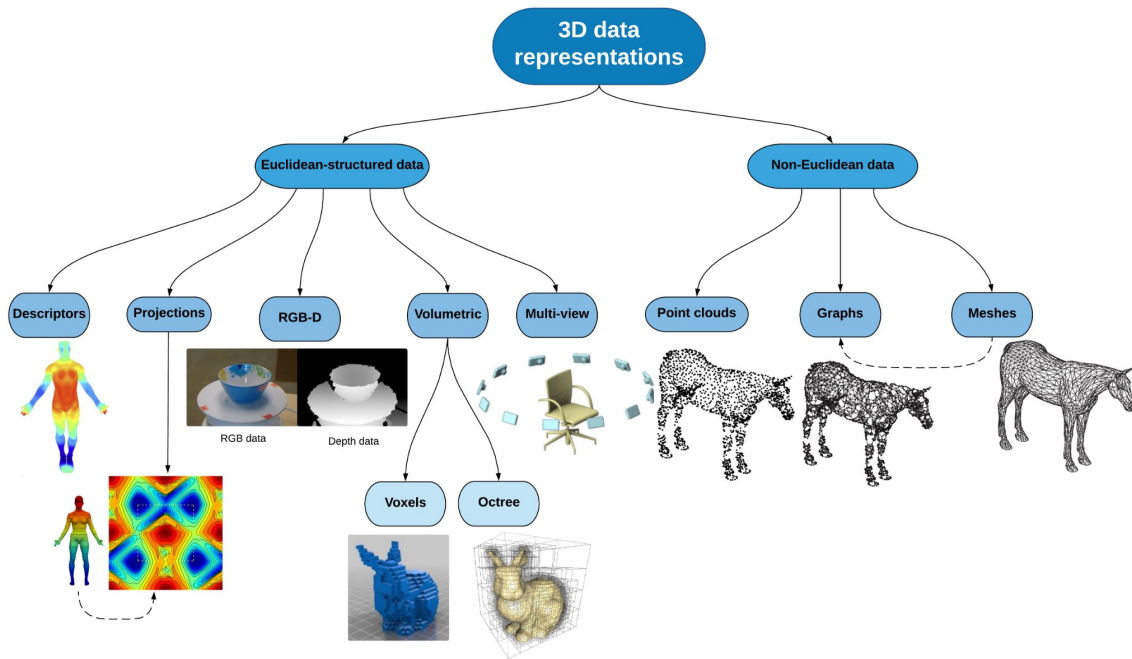 3D data
representations
Euclidean-structured data
Non-Euclidean data
Descriptors
Projections
RGB-D
Volumetric
Multi-view
Point clouds
Graphs
Meshes
RGB data
Depth data
Voxels
Octree